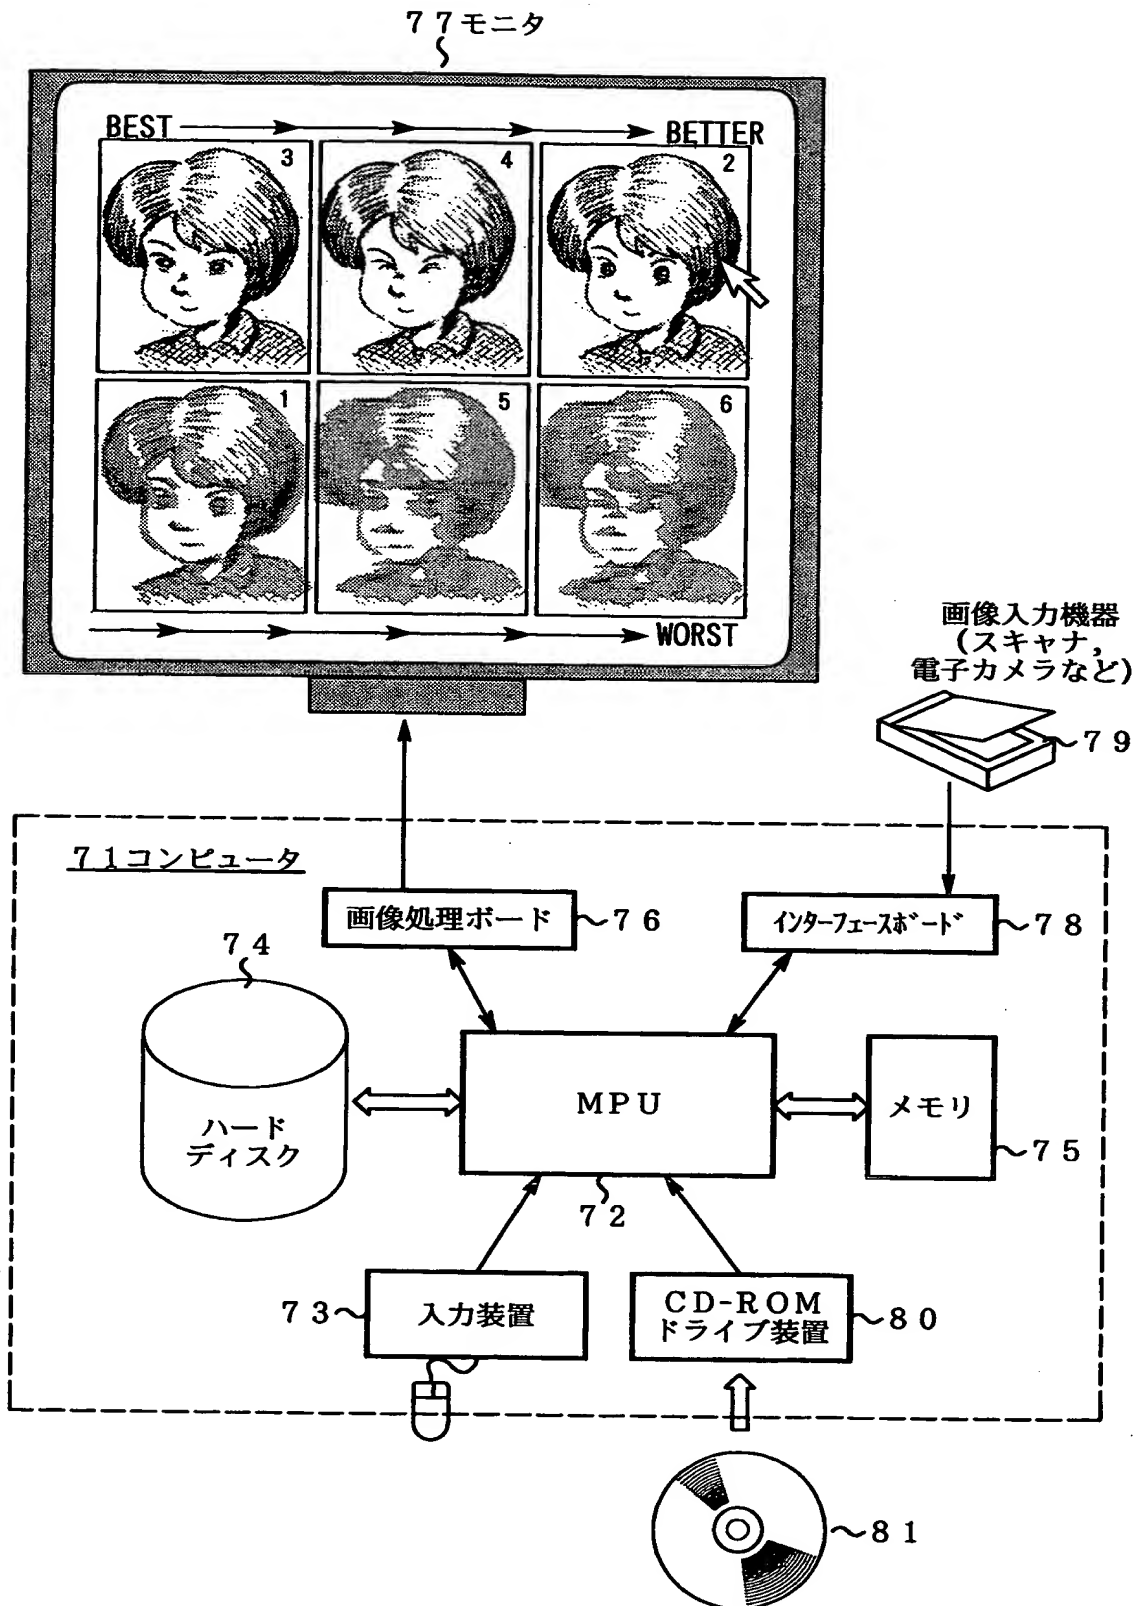 77モニタ
BEST
BETTER
3
4
2
1
5
6
WORST
画像入力機器
(スキャナ,
電子カメラなど)
79
71コンピュータ
画像処理ボード
76
インターフェースボード
78
74
ハード
ディスク
MPU
72
メモリ
75
73
入力装置
CD-ROM
ドライブ装置
80
81